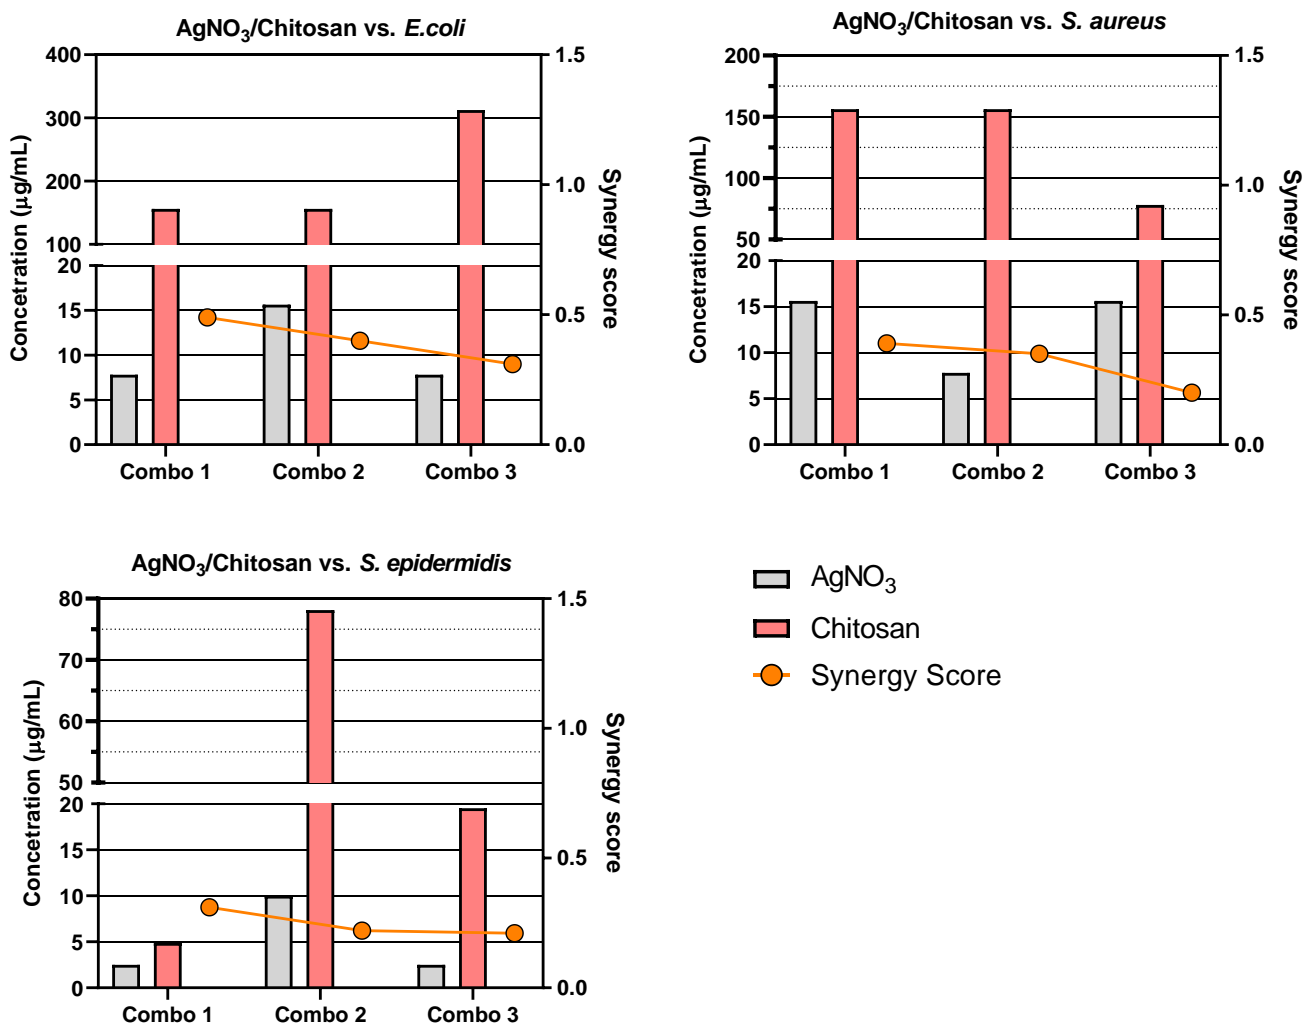 AgNO₃/Chitosan vs. E.coli
400
300
200
100
20
15
10
5
0
Concetration (μg/mL)
1.5
1.0
0.5
0.0
Synergy score
Combo 1 Combo 2 Combo 3
AgNO₃/Chitosan vs. S. aureus
200
150
100
50
20
15
10
5
0
Concetration (μg/mL)
1.5
1.0
0.5
0.0
Synergy score
Combo 1 Combo 2 Combo 3
AgNO₃/Chitosan vs. S. epidermidis
80
70
60
50
20
15
10
5
0
Concetration (μg/mL)
1.5
1.0
0.5
0.0
Synergy score
Combo 1 Combo 2 Combo 3
AgNO₃
Chitosan
Synergy Score